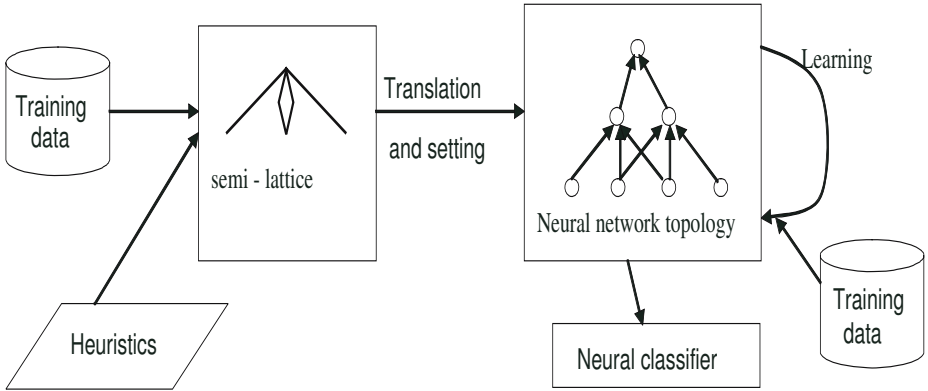 Training
data
semi - lattice
Translation
and setting
Learning
Neural network topology
Heuristics
Training
data
Neural classifier